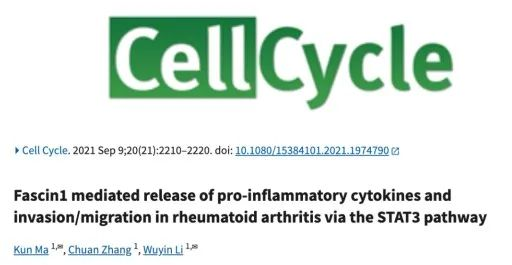 CellCycle
Cell Cycle. 2021 Sep 9;20(21):2210–2220. doi: 10.1080/15384101.2021.1974790
Fascin1 mediated release of pro-inflammatory cytokines and
invasion/migration in rheumatoid arthritis via the STAT3 pathway
Kun Ma 1,✉, Chuan Zhang 1, Wuyin Li 1,✉